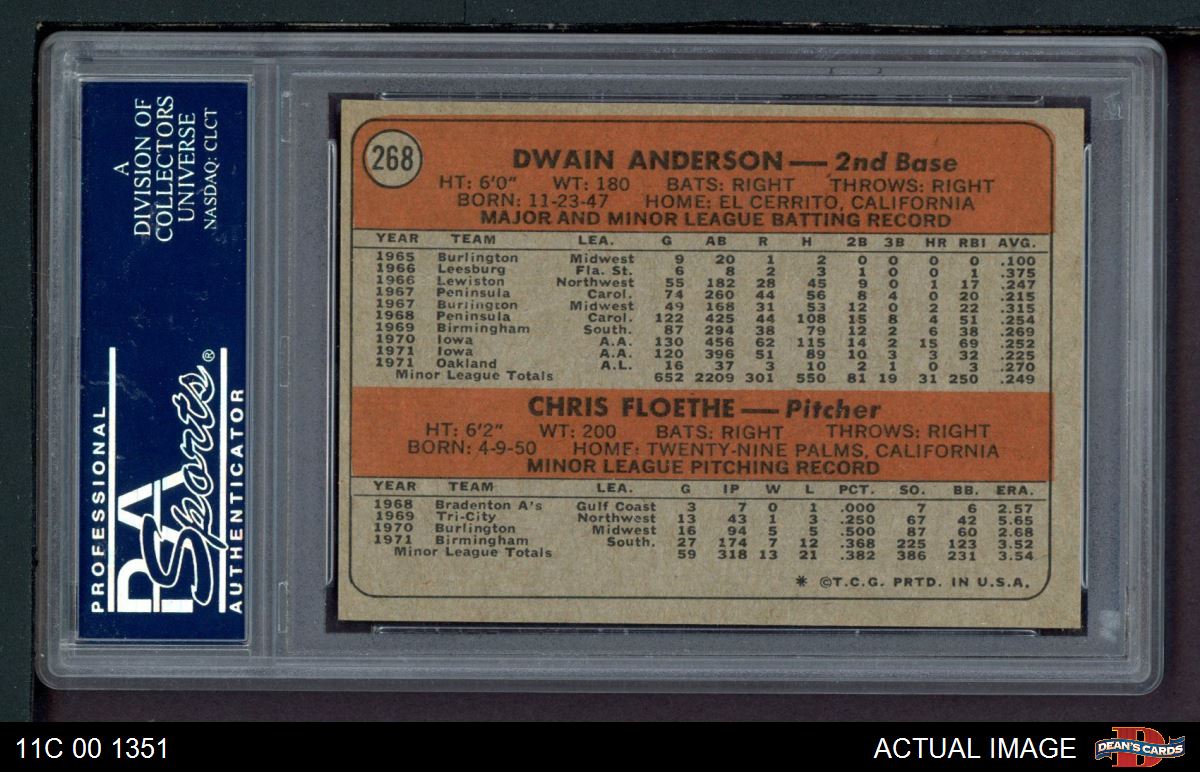 A
DIVISION OF
COLLECTORS
UNIVERSE
NASDAQ: CLCT
PROFESSIONAL
PSA
Sports®
AUTHENTICATOR
268
DWAIN ANDERSON — 2nd Base
HT: 6'0" WT: 180 BATS: RIGHT THROWS: RIGHT
BORN: 11-23-47 HOME: EL CERRITO, CALIFORNIA
MAJOR AND MINOR LEAGUE BATTING RECORD
YEAR TEAM LEA. G AB R H 2B 3B HR RBI AVG.
1965 Burlington Midwest 9 20 1 2 0 0 0 0 .100
1966 Leesburg Fla. St. 6 8 2 3 1 0 0 1 .375
1966 Lewiston Northwest 55 182 28 45 9 0 1 17 .247
1967 Peninsula Carol. 74 260 44 56 8 4 0 20 .215
1967 Burlington Midwest 49 168 31 53 12 0 2 22 .315
1968 Peninsula Carol. 122 425 44 108 15 8 4 51 .254
1969 Birmingham South. 87 294 38 79 12 2 6 38 .269
1970 Iowa A.A. 130 456 62 115 14 2 15 69 .252
1971 Iowa A.A. 120 396 51 89 10 3 3 32 .225
1971 Oakland A.L. 16 37 3 10 2 1 0 3 .270
Minor League Totals 652 2209 301 550 81 19 31 250 .249
CHRIS FLOETHE — Pitcher
HT: 6'2" WT: 200 BATS: RIGHT THROWS: RIGHT
BORN: 4-9-50 HOME: TWENTY-NINE PALMS, CALIFORNIA
MINOR LEAGUE PITCHING RECORD
YEAR TEAM LEA. G IP W L PCT. SO. BB. ERA.
1968 Bradenton A's Gulf Coast 3 7 0 1 .000 7 6 2.57
1969 Tri-City Northwest 13 43 1 3 .250 67 42 5.65
1970 Burlington Midwest 16 94 5 5 .500 87 60 2.68
1971 Birmingham South. 27 174 7 12 .368 225 123 3.52
Minor League Totals 59 318 13 21 .382 386 231 3.54
* ©T.C.G. PRTD. IN U.S.A.
11C 00 1351
ACTUAL IMAGE
D
DEAN'S CARDS